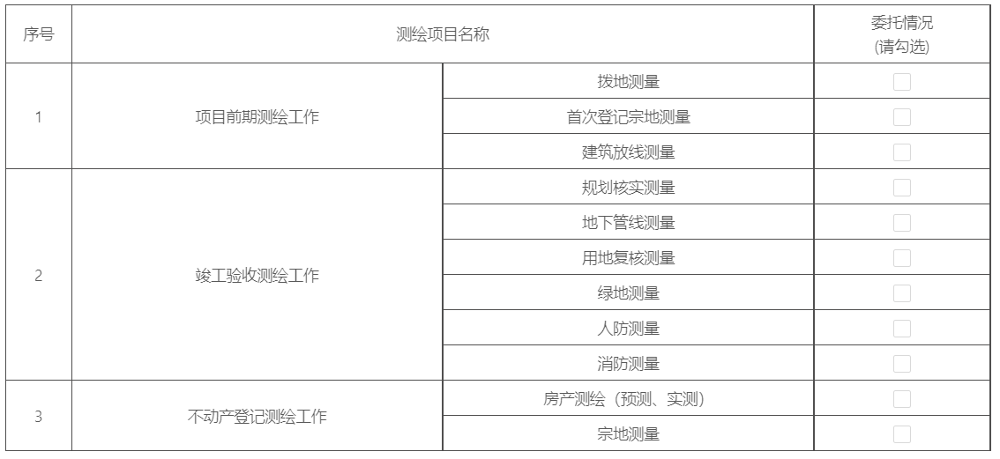 序号
测绘项目名称
委托情况
(请勾选)
1
项目前期测绘工作
拨地测量
首次登记宗地测量
建筑放线测量
2
竣工验收测绘工作
规划核实测量
地下管线测量
用地复核测量
绿地测量
人防测量
消防测量
3
不动产登记测绘工作
房产测绘（预测、实测）
宗地测量